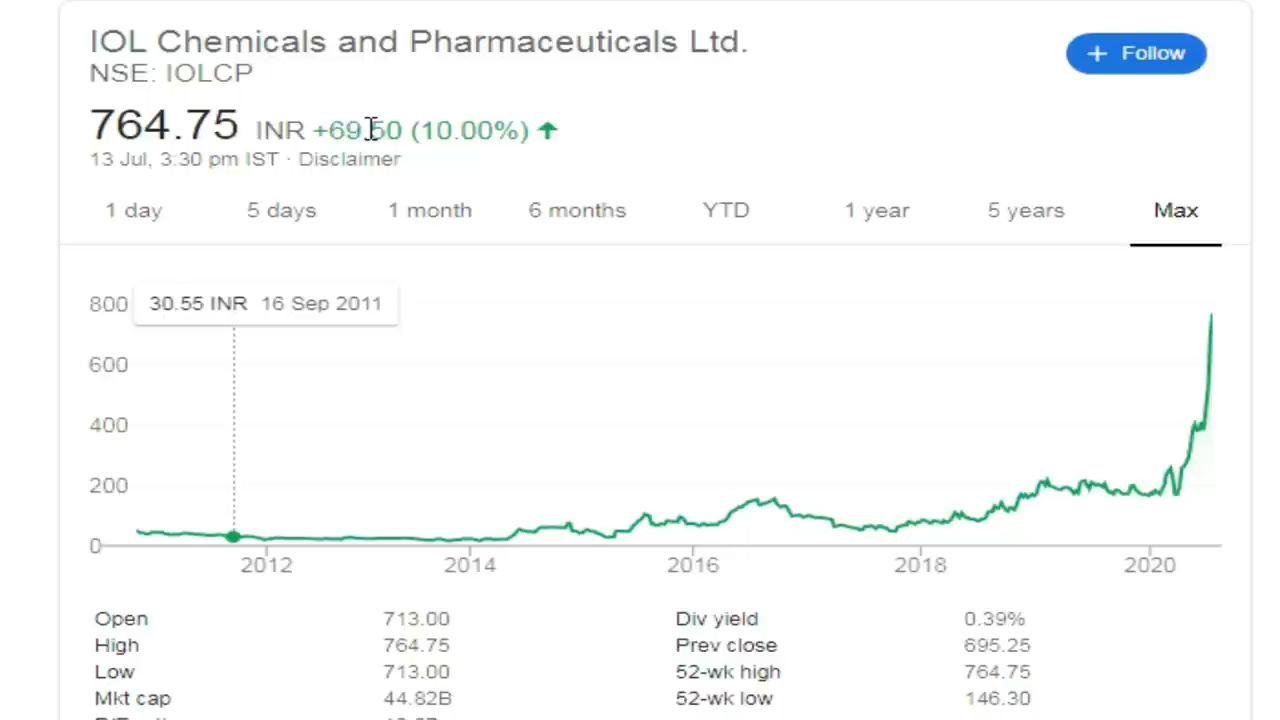 IOL Chemicals and Pharmaceuticals Ltd.
+ Follow
NSE: IOLCP
764.75 INR +69.50 (10.00%)
13 Jul, 3:30 pm IST · Disclaimer
1 day 5 days 1 month 6 months YTD 1 year 5 years Max
800
30.55 INR 16 Sep 2011
600
400
200
0
2012 2014 2016 2018 2020
Open 713.00 Div yield 0.39%
High 764.75 Prev close 695.25
Low 713.00 52-wk high 764.75
Mkt cap 44.82B 52-wk low 146.30